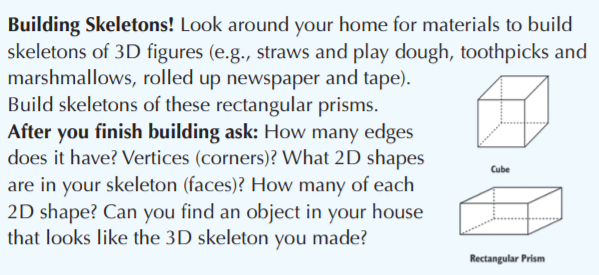 Building Skeletons! Look around your home for materials to build
skeletons of 3D figures (e.g., straws and play dough, toothpicks and
marshmallows, rolled up newspaper and tape).
Build skeletons of these rectangular prisms.
After you finish building ask: How many edges
does it have? Vertices (corners)? What 2D shapes
are in your skeleton (faces)? How many of each
2D shape? Can you find an object in your house
that looks like the 3D skeleton you made?
Cube
Rectangular Prism